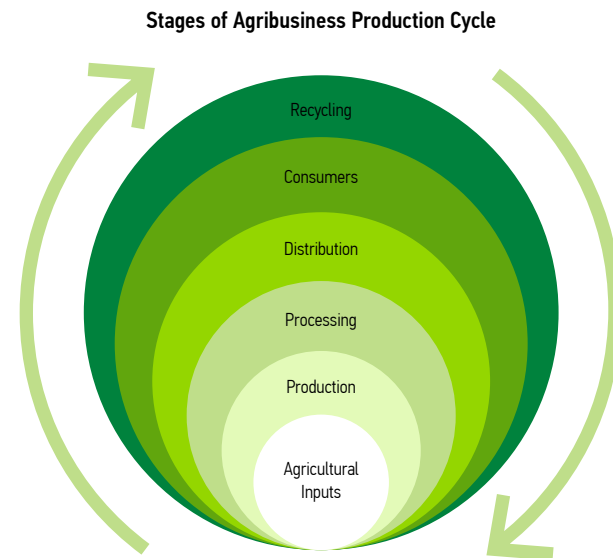 Stages of Agribusiness Production Cycle
Recycling
Consumers
Distribution
Processing
Production
Agricultural
Inputs